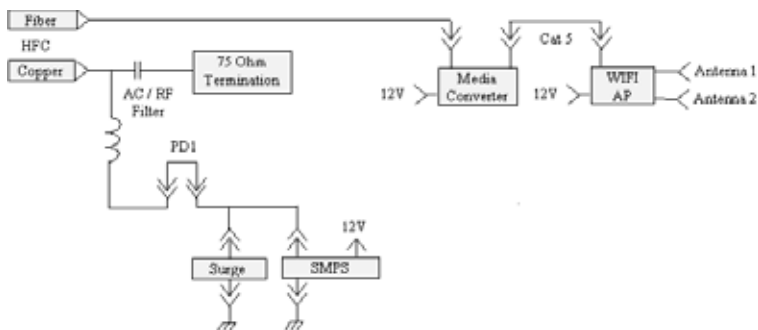 Fiber
HFC
Copper
75 Ohm
Termination
AC / RF
Filter
PD1
Surge
SMPS
12V
12V
Media
Converter
Cat 5
12V
WIFI
AP
Antenna 1
Antenna 2